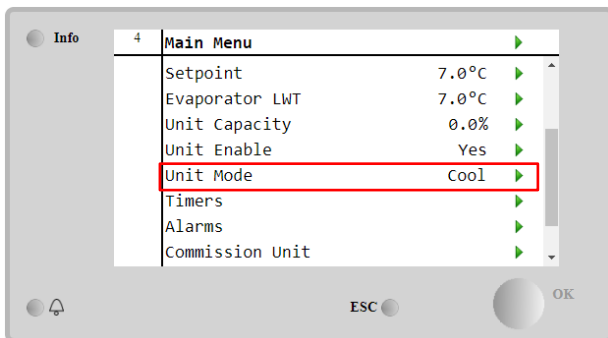 Info
4 Main Menu
Setpoint 7.0°C
Evaporator LWT 7.0°C
Unit Capacity 0.0%
Unit Enable Yes
Unit Mode Cool
Timers
Alarms
Commission Unit
ESC OK